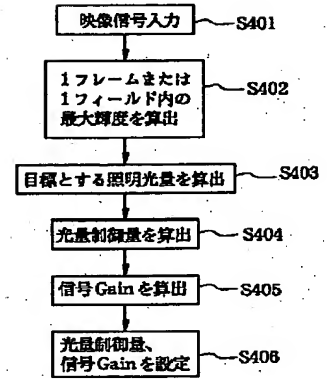 映像信号入力
S401
1フレームまたは
1フィールド内の
最大輝度を算出
S402
目標とする照明光量を算出
S403
光量制御量を算出
S404
信号Gainを算出
S405
光量制御量、
信号Gainを設定
S406